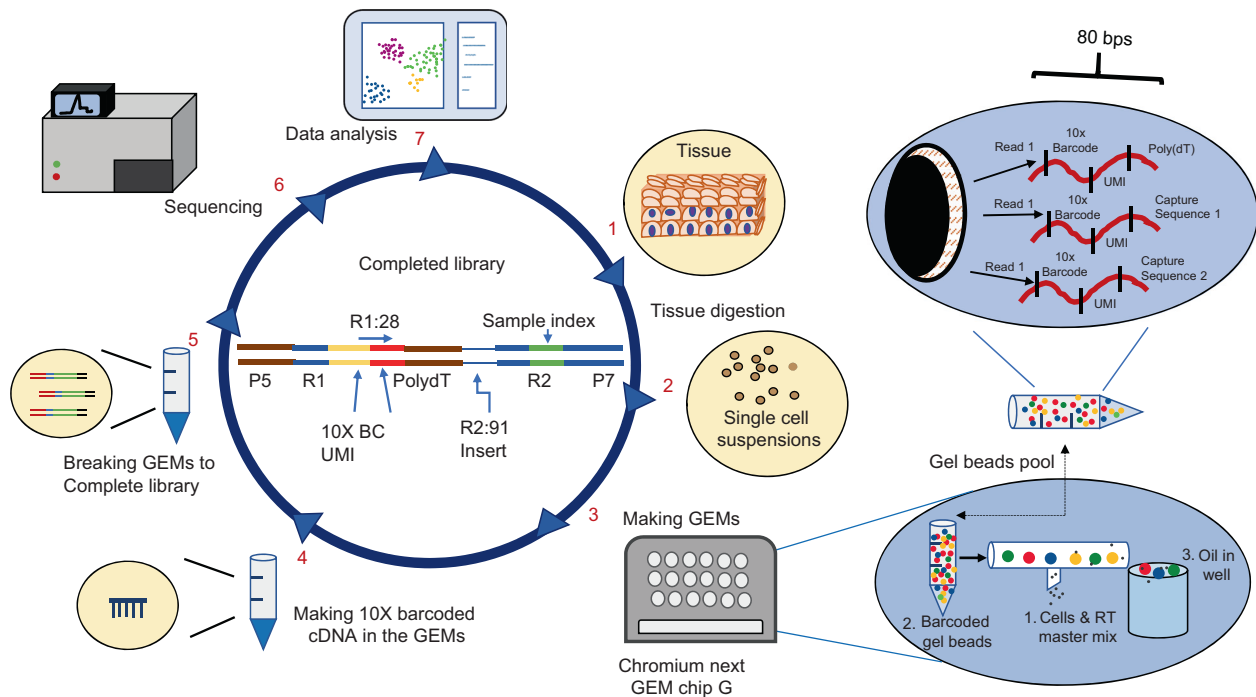 80 bps
Data analysis
7
6
Sequencing
Tissue
1
Tissue digestion
2
Single cell
suspensions
3
Making GEMs
Chromium next
GEM chip G
4
Making 10X barcoded
cDNA in the GEMs
5
Breaking GEMs to
Complete library
Completed library
R1:28
Sample index
P5
R1
PolydT
R2
P7
10X BC
UMI
R2:91
Insert
Read 1
10x
Barcode
UMI
Poly(dT)
Read 1
10x
Barcode
UMI
Capture
Sequence 1
Read 1
10x
Barcode
UMI
Capture
Sequence 2
Gel beads pool
2. Barcoded
gel beads
1. Cells & RT
master mix
3. Oil in
well